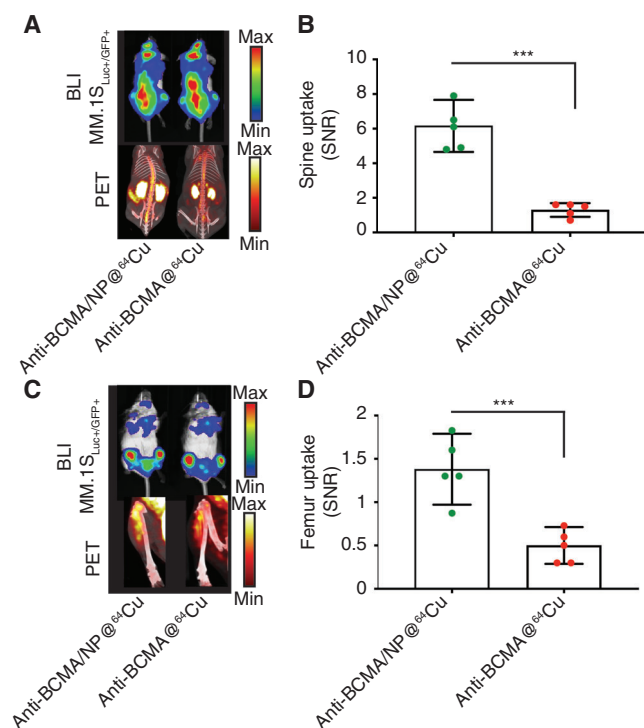 A
BLI
MM.1S Luc+/GFP+
Max
Min
PET
Max
Min
Anti-BCMA/NP@64Cu
Anti-BCMA@64Cu
B
***
Spine uptake
(SNR)
10
8
6
4
2
0
Anti-BCMA/NP@64Cu
Anti-BCMA@64Cu
C
BLI
MM.1S Luc+/GFP+
Max
Min
PET
Max
Min
Anti-BCMA/NP@64Cu
Anti-BCMA@64Cu
D
***
Femur uptake
(SNR)
2
1.5
1
0.5
0
Anti-BCMA/NP@64Cu
Anti-BCMA@64Cu